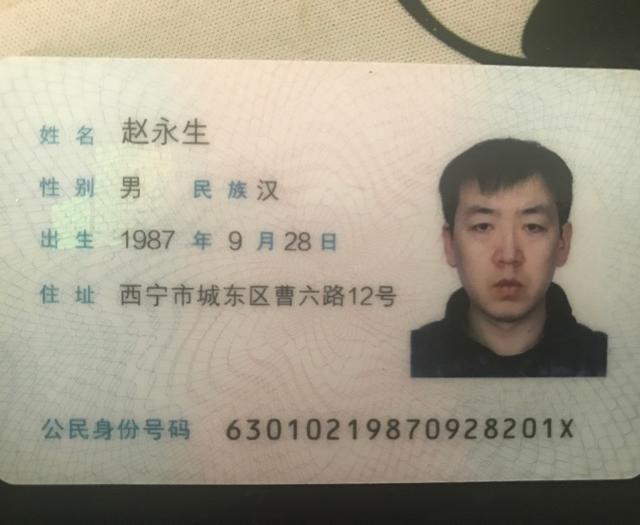 姓名 赵永生
性别 男 民族 汉
出生 1987 年 9 月 28 日
住址 西宁市城东区曹六路12号
公民身份号码 63010219870928201X